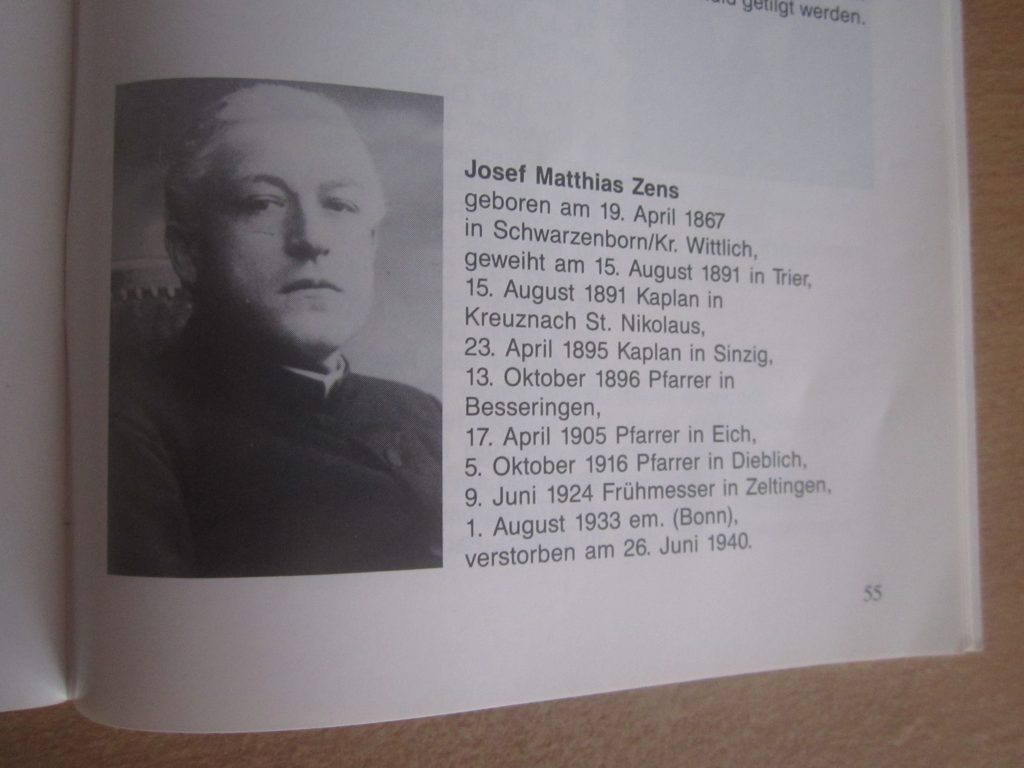 getilgt werden.
Josef Matthias Zens
geboren am 19. April 1867
in Schwarzenborn/Kr. Wittlich,
geweiht am 15. August 1891 in Trier,
15. August 1891 Kaplan in
Kreuznach St. Nikolaus,
23. April 1895 Kaplan in Sinzig,
13. Oktober 1896 Pfarrer in
Besseringen,
17. April 1905 Pfarrer in Eich,
5. Oktober 1916 Pfarrer in Dieblich,
9. Juni 1924 Frühmesser in Zeltingen,
1. August 1933 em. (Bonn),
verstorben am 26. Juni 1940.
55